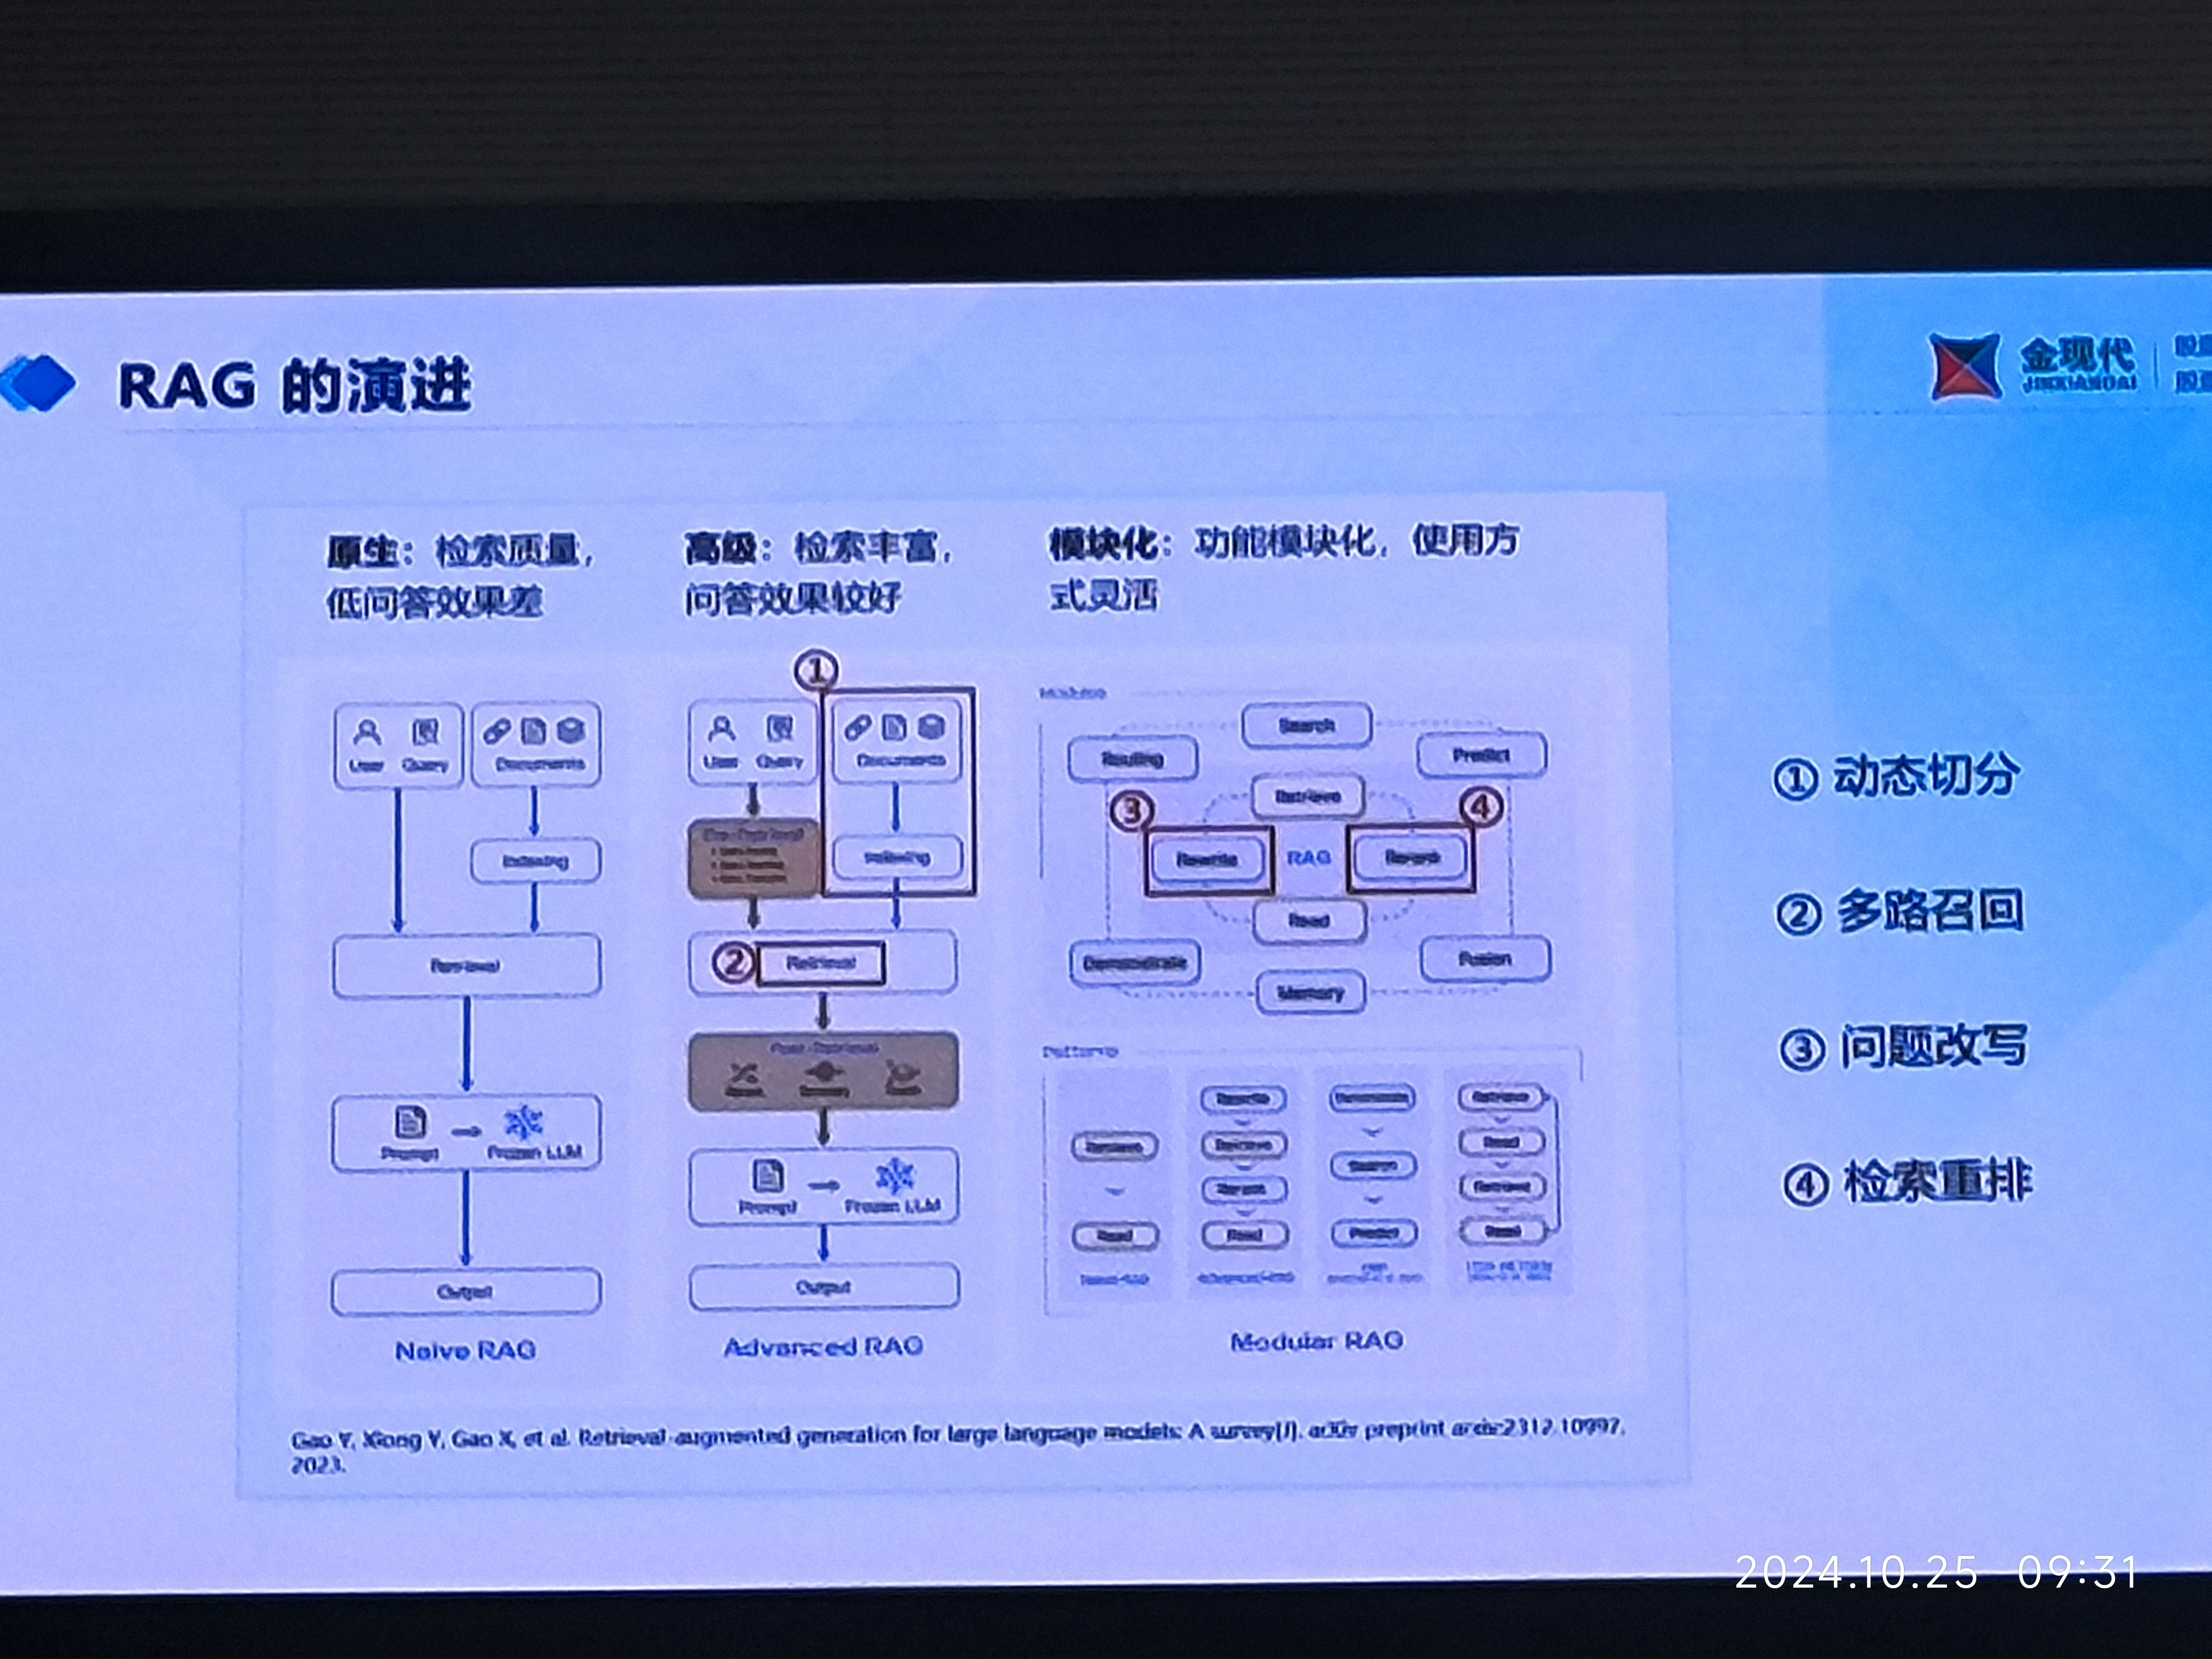 RAG 的演进
金现代
JINXIANDAI
原生：检索质量，
低问答效果差
高级：检索丰富，
问答效果较好
模块化：功能模块化，使用方
式灵活
①
User Query Documents
Indexing
Retrieval
Prompt Frozen LLM
Output
Naive RAG
User Query Documents
Indexing
② Retrieval
Prompt Frozen LLM
Output
Advanced RAG
Modules
Search
Routing Predict
Retrieve
③ ④
Rewrite RAG Rerank
Read
Demonstrate Fusion
Memory
Patterns
Retrieve
Read
Rewrite
Retrieve
Rerank
Read
Search
Predict
Retrieve
Read
Retrieve
Read
Modular RAG
① 动态切分
② 多路召回
③ 问题改写
④ 检索重排
Gao Y, Xiong Y, Gao X, et al. Retrieval-augmented generation for large language models: A survey[J]. arXiv preprint arxiv:2312.10997,
2023.
2024.10.25 09:31